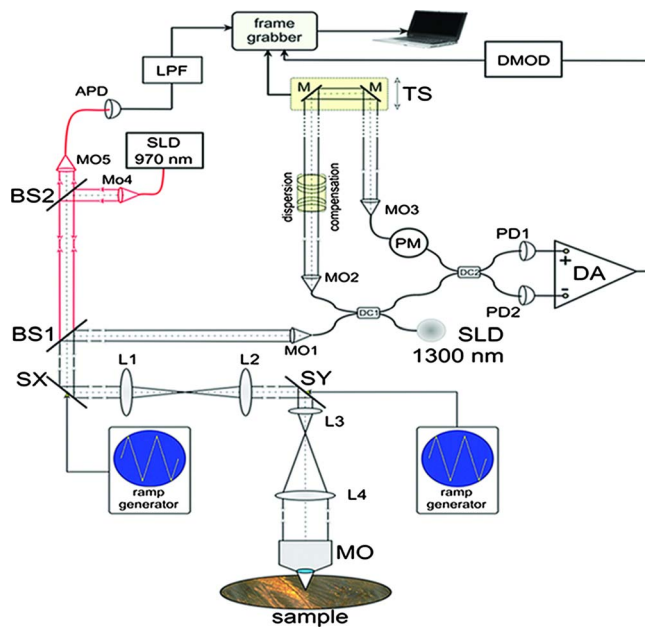 frame
grabber
LPF
DMOD
APD
M
M
TS
SLD
970 nm
MO5
Mo4
BS2
dispersion
compensation
MO3
PM
PD1
+
DA
-
PD2
DC2
MO2
DC1
BS1
MO1
SLD
1300 nm
SX
L1
L2
SY
L3
ramp
generator
L4
ramp
generator
MO
sample